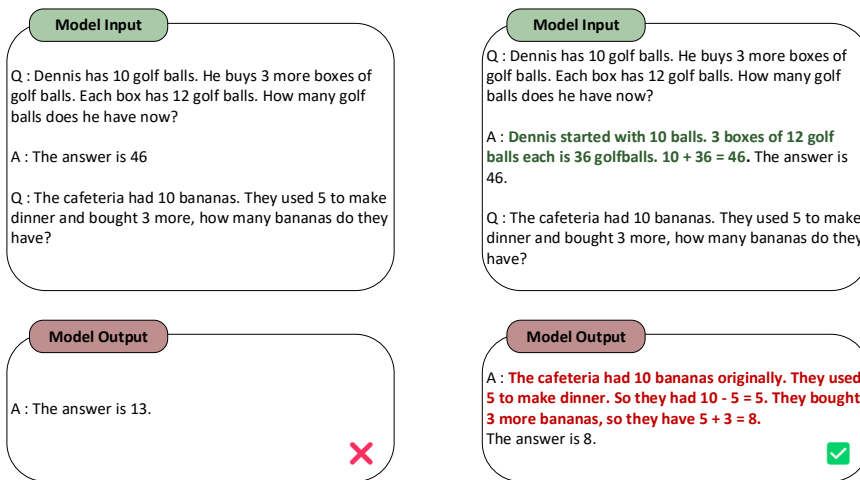 Model Input
Q : Dennis has 10 golf balls. He buys 3 more boxes of
golf balls. Each box has 12 golf balls. How many golf
balls does he have now?
A : The answer is 46
Q : The cafeteria had 10 bananas. They used 5 to make
dinner and bought 3 more, how many bananas do they
have?
Model Output
A : The answer is 13.
Model Input
Q : Dennis has 10 golf balls. He buys 3 more boxes of
golf balls. Each box has 12 golf balls. How many golf
balls does he have now?
A : Dennis started with 10 balls. 3 boxes of 12 golf
balls each is 36 golfballs. 10 + 36 = 46. The answer is
46.
Q : The cafeteria had 10 bananas. They used 5 to make
dinner and bought 3 more, how many bananas do they
have?
Model Output
A : The cafeteria had 10 bananas originally. They used
5 to make dinner. So they had 10 - 5 = 5. They bought
3 more bananas, so they have 5 + 3 = 8.
The answer is 8.